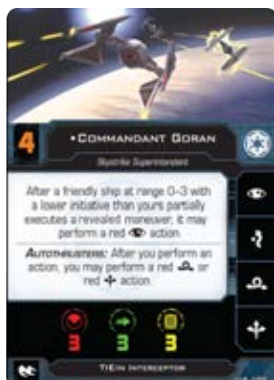 4
•COMMANDANT GORAN
Skystrike Superintendent
After a friendly ship at range 0-3 with
a lower initiative than yours partially
executes a revealed maneuver, it may
perform a red action.
AUTOTHRUSTERS: After you perform an
action, you may perform a red or
red action.
3 3 3
TIE/IN INTERCEPTOR